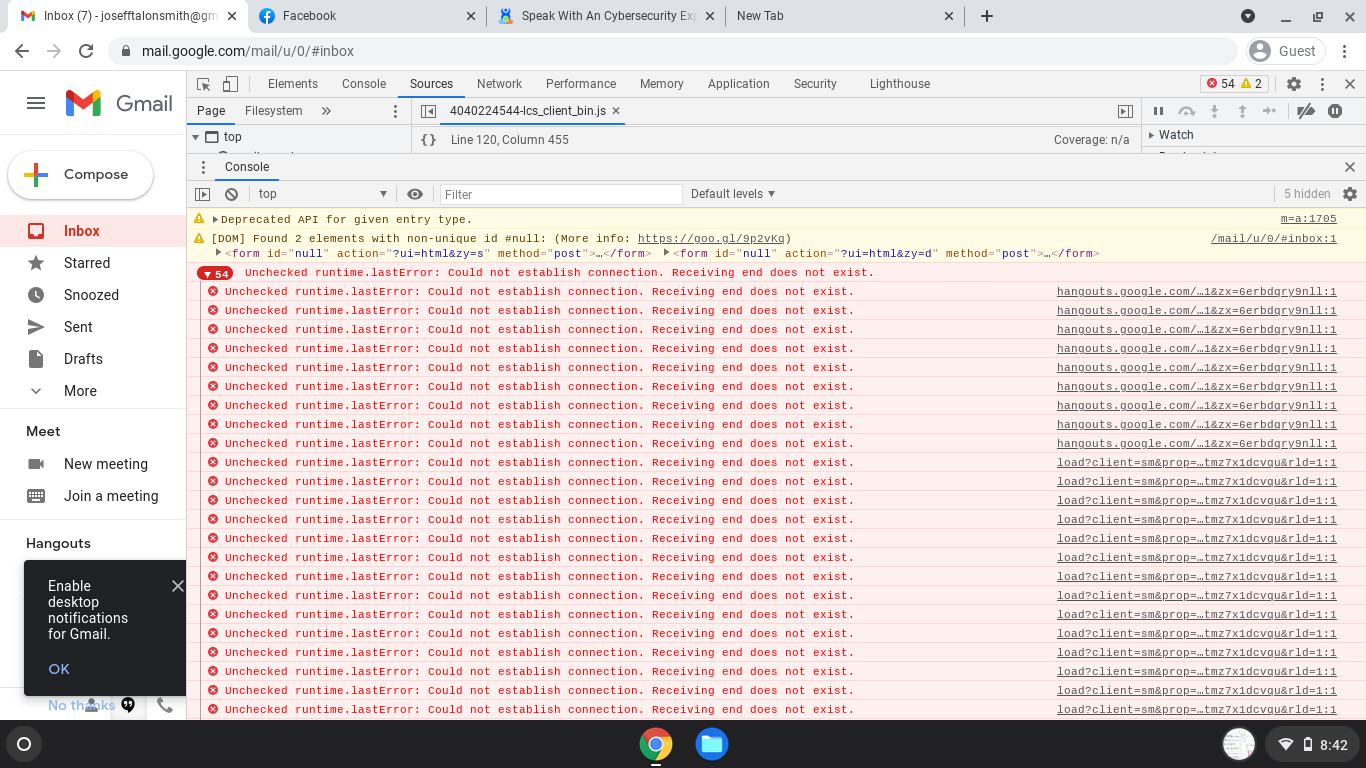 Inbox (7) - josefftalonsmith@gm
Facebook
Speak With An Cybersecurity Exp
New Tab
mail.google.com/mail/u/0/#inbox
Guest
Gmail
Compose
Inbox
Starred
Snoozed
Sent
Drafts
More
Meet
New meeting
Join a meeting
Hangouts
Enable
desktop
notifications
for Gmail.
OK
No thanks
Elements Console Sources Network Performance Memory Application Security Lighthouse
54 2
Page Filesystem »
4040224544-lcs_client_bin.js ×
top
{} Line 120, Column 455
Coverage: n/a
Watch
Console
top
Filter
Default levels
5 hidden
Deprecated API for given entry type. m=a:1705
[DOM] Found 2 elements with non-unique id #null: (More info: https://goo.gl/9p2vKq) /mail/u/0/#inbox:1
<form id="null" action="?ui=html&zy=s" method="post">…</form> <form id="null" action="?ui=html&zy=d" method="post">…</form>
54 Unchecked runtime.lastError: Could not establish connection. Receiving end does not exist.
Unchecked runtime.lastError: Could not establish connection. Receiving end does not exist. hangouts.google.com/…1&zx=6erbdqry9nll:1
Unchecked runtime.lastError: Could not establish connection. Receiving end does not exist. hangouts.google.com/…1&zx=6erbdqry9nll:1
Unchecked runtime.lastError: Could not establish connection. Receiving end does not exist. hangouts.google.com/…1&zx=6erbdqry9nll:1
Unchecked runtime.lastError: Could not establish connection. Receiving end does not exist. hangouts.google.com/…1&zx=6erbdqry9nll:1
Unchecked runtime.lastError: Could not establish connection. Receiving end does not exist. hangouts.google.com/…1&zx=6erbdqry9nll:1
Unchecked runtime.lastError: Could not establish connection. Receiving end does not exist. hangouts.google.com/…1&zx=6erbdqry9nll:1
Unchecked runtime.lastError: Could not establish connection. Receiving end does not exist. hangouts.google.com/…1&zx=6erbdqry9nll:1
Unchecked runtime.lastError: Could not establish connection. Receiving end does not exist. hangouts.google.com/…1&zx=6erbdqry9nll:1
Unchecked runtime.lastError: Could not establish connection. Receiving end does not exist. hangouts.google.com/…1&zx=6erbdqry9nll:1
Unchecked runtime.lastError: Could not establish connection. Receiving end does not exist. load?client=sm&prop=…tmz7x1dcvqu&rld=1:1
Unchecked runtime.lastError: Could not establish connection. Receiving end does not exist. load?client=sm&prop=…tmz7x1dcvqu&rld=1:1
Unchecked runtime.lastError: Could not establish connection. Receiving end does not exist. load?client=sm&prop=…tmz7x1dcvqu&rld=1:1
Unchecked runtime.lastError: Could not establish connection. Receiving end does not exist. load?client=sm&prop=…tmz7x1dcvqu&rld=1:1
Unchecked runtime.lastError: Could not establish connection. Receiving end does not exist. load?client=sm&prop=…tmz7x1dcvqu&rld=1:1
Unchecked runtime.lastError: Could not establish connection. Receiving end does not exist. load?client=sm&prop=…tmz7x1dcvqu&rld=1:1
Unchecked runtime.lastError: Could not establish connection. Receiving end does not exist. load?client=sm&prop=…tmz7x1dcvqu&rld=1:1
Unchecked runtime.lastError: Could not establish connection. Receiving end does not exist. load?client=sm&prop=…tmz7x1dcvqu&rld=1:1
Unchecked runtime.lastError: Could not establish connection. Receiving end does not exist. load?client=sm&prop=…tmz7x1dcvqu&rld=1:1
Unchecked runtime.lastError: Could not establish connection. Receiving end does not exist. load?client=sm&prop=…tmz7x1dcvqu&rld=1:1
Unchecked runtime.lastError: Could not establish connection. Receiving end does not exist. load?client=sm&prop=…tmz7x1dcvqu&rld=1:1
Unchecked runtime.lastError: Could not establish connection. Receiving end does not exist. load?client=sm&prop=…tmz7x1dcvqu&rld=1:1
Unchecked runtime.lastError: Could not establish connection. Receiving end does not exist. load?client=sm&prop=…tmz7x1dcvqu&rld=1:1
Unchecked runtime.lastError: Could not establish connection. Receiving end does not exist. load?client=sm&prop=…tmz7x1dcvqu&rld=1:1
8:42